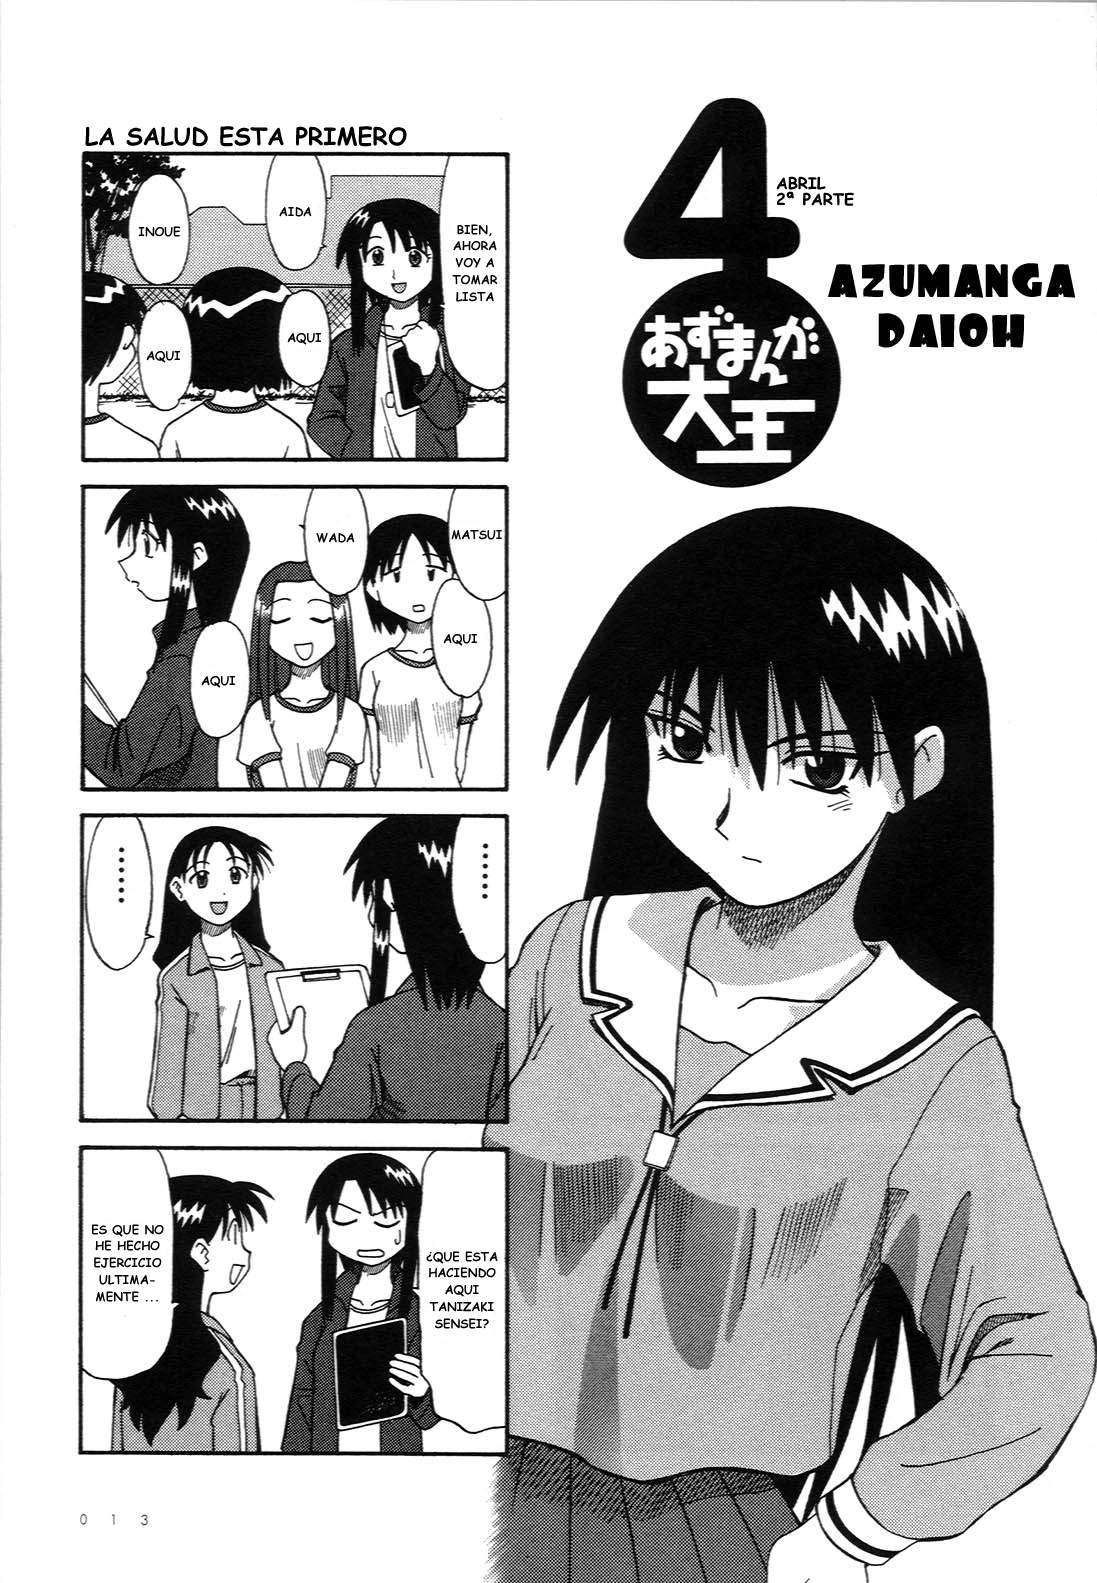 LA SALUD ESTA PRIMERO
BIEN,
AHORA
VOY A
TOMAR
LISTA
AIDA
AQUI
INOUE
AQUI
MATSUI
AQUI
WADA
AQUI
......
......
¿QUE ESTA
HACIENDO
AQUI
TANIZAKI
SENSEI?
ES QUE NO
HE HECHO
EJERCICIO
ULTIMA-
MENTE ...
4
ABRIL
2ª PARTE
AZUMANGA
DAIOH
あずまんが
大王
013